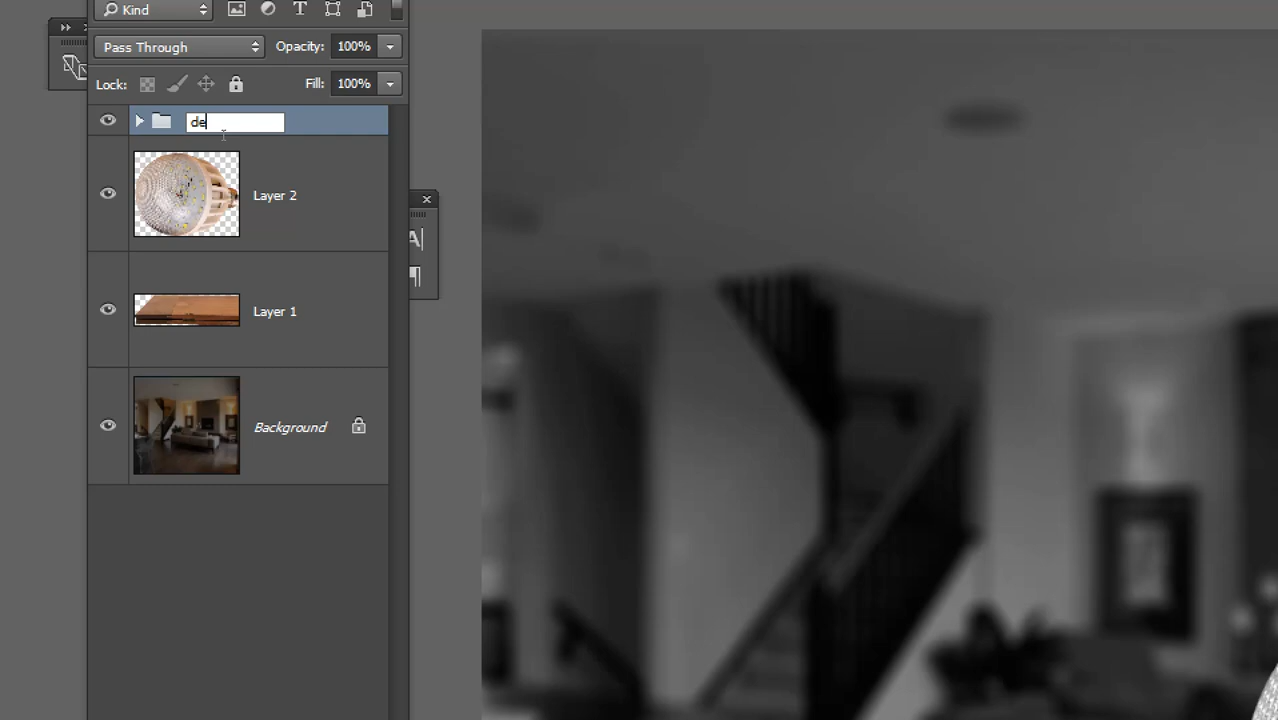 Kind
T
Pass Through Opacity: 100%
Lock: Fill: 100%
de
Layer 2
A
Layer 1
Background